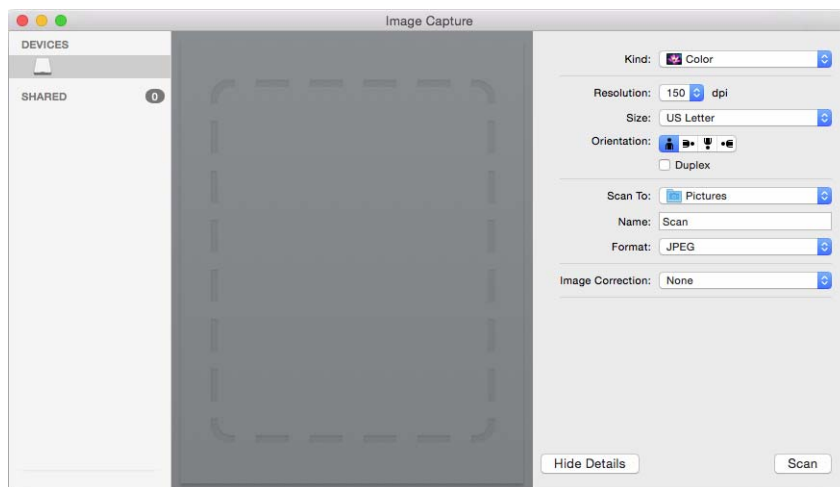 Image Capture
DEVICES
SHARED 0
Kind: Color
Resolution: 150 dpi
Size: US Letter
Orientation:
Duplex
Scan To: Pictures
Name: Scan
Format: JPEG
Image Correction: None
Hide Details Scan